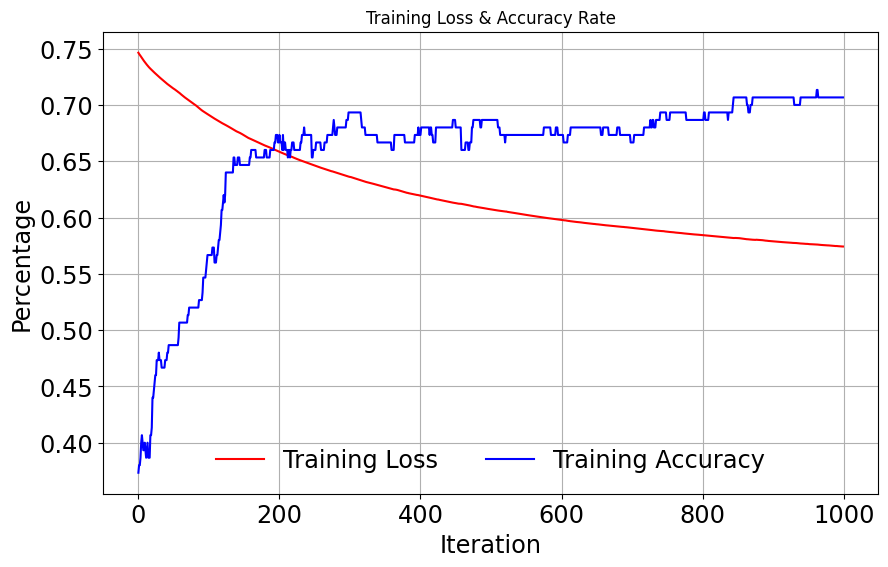 Training Loss & Accuracy Rate
0.75
0.70
0.65
0.60
0.55
0.50
0.45
0.40
Percentage
Training Loss
Training Accuracy
0
200
400
600
800
1000
Iteration